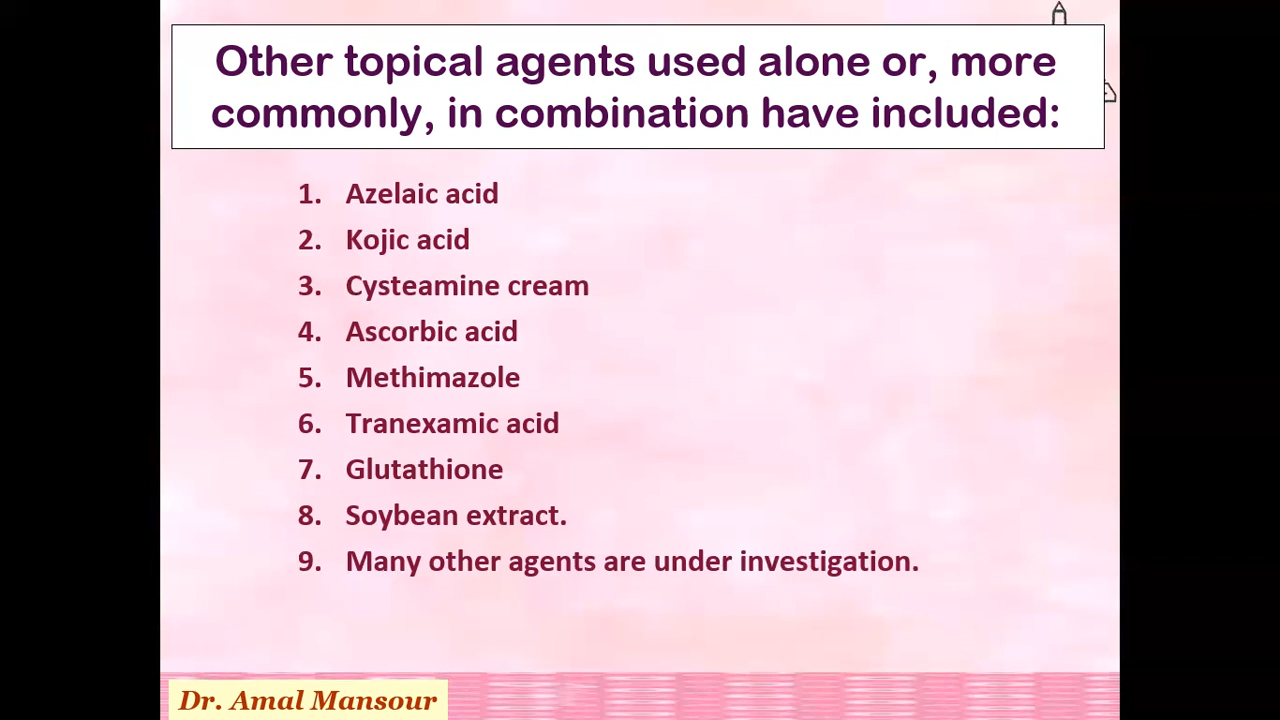 Other topical agents used alone or, more
commonly, in combination have included:
1. Azelaic acid
2. Kojic acid
3. Cysteamine cream
4. Ascorbic acid
5. Methimazole
6. Tranexamic acid
7. Glutathione
8. Soybean extract.
9. Many other agents are under investigation.
Dr. Amal Mansour